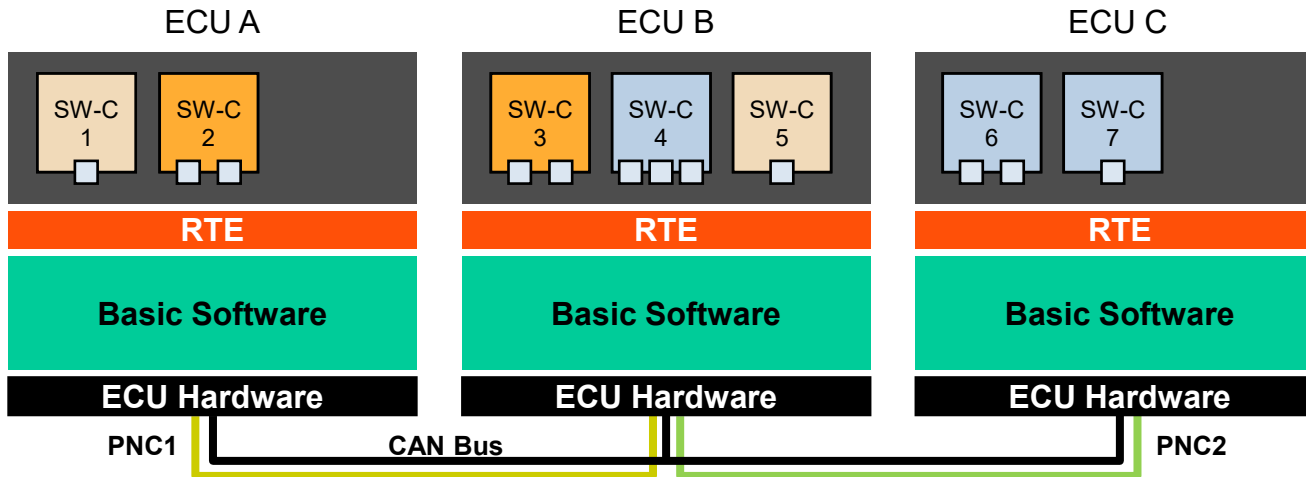 ECU A
ECU B
ECU C
SW-C
1
SW-C
2
SW-C
3
SW-C
4
SW-C
5
SW-C
6
SW-C
7
RTE
RTE
RTE
Basic Software
Basic Software
Basic Software
ECU Hardware
ECU Hardware
ECU Hardware
PNC1
CAN Bus
PNC2